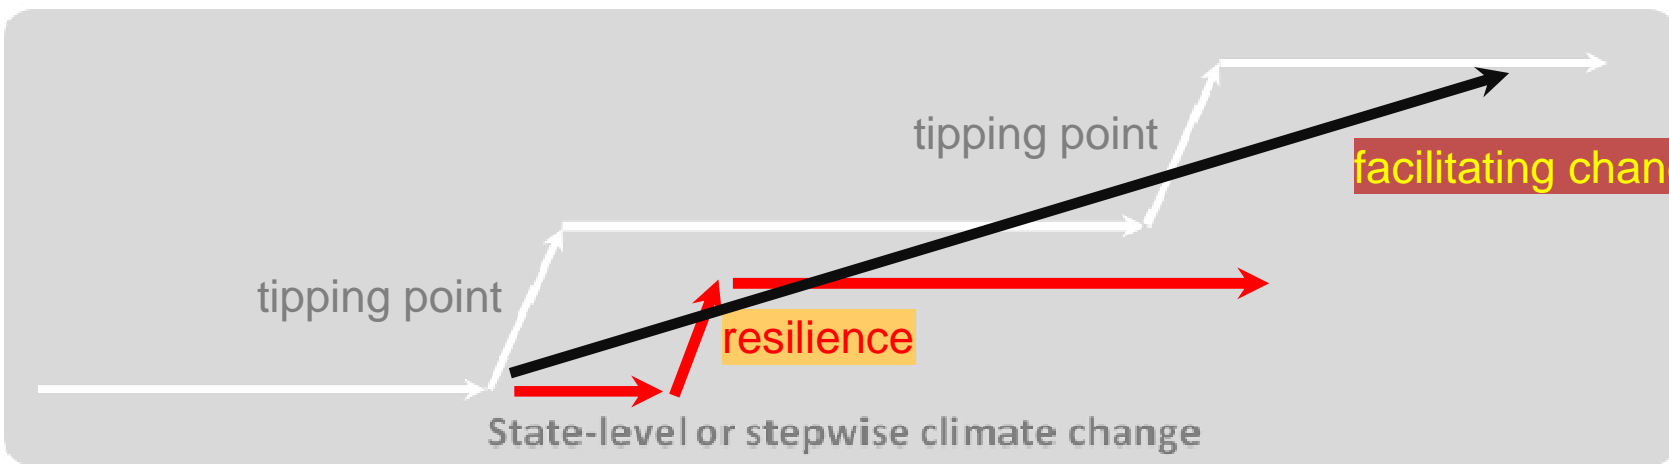 tipping point
facilitating chan
tipping point
resilience
State-level or stepwise climate change